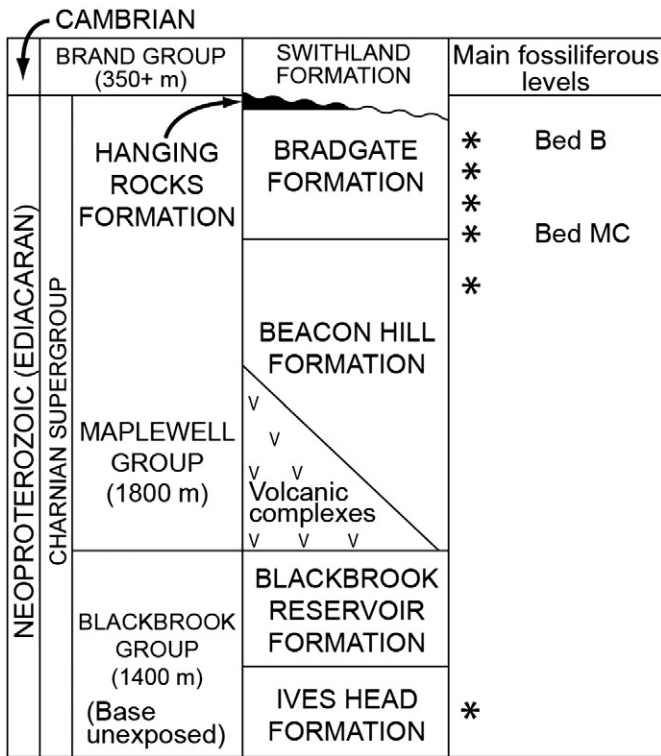 CAMBRIAN
BRAND GROUP
(350+ m)
SWITHLAND
FORMATION
Main fossiliferous
levels
HANGING
ROCKS
FORMATION
BRADGATE
FORMATION
* Bed B
*
*
* Bed MC
*
NEOPROTEROZOIC (EDIACARAN)
CHARNIAN SUPERGROUP
BEACON HILL
FORMATION
MAPLEWELL
GROUP
(1800 m)
v
v
v v
Volcanic
complexes
v v v
BLACKBROOK
RESERVOIR
FORMATION
BLACKBROOK
GROUP
(1400 m)
(Base
unexposed)
IVES HEAD
FORMATION
*